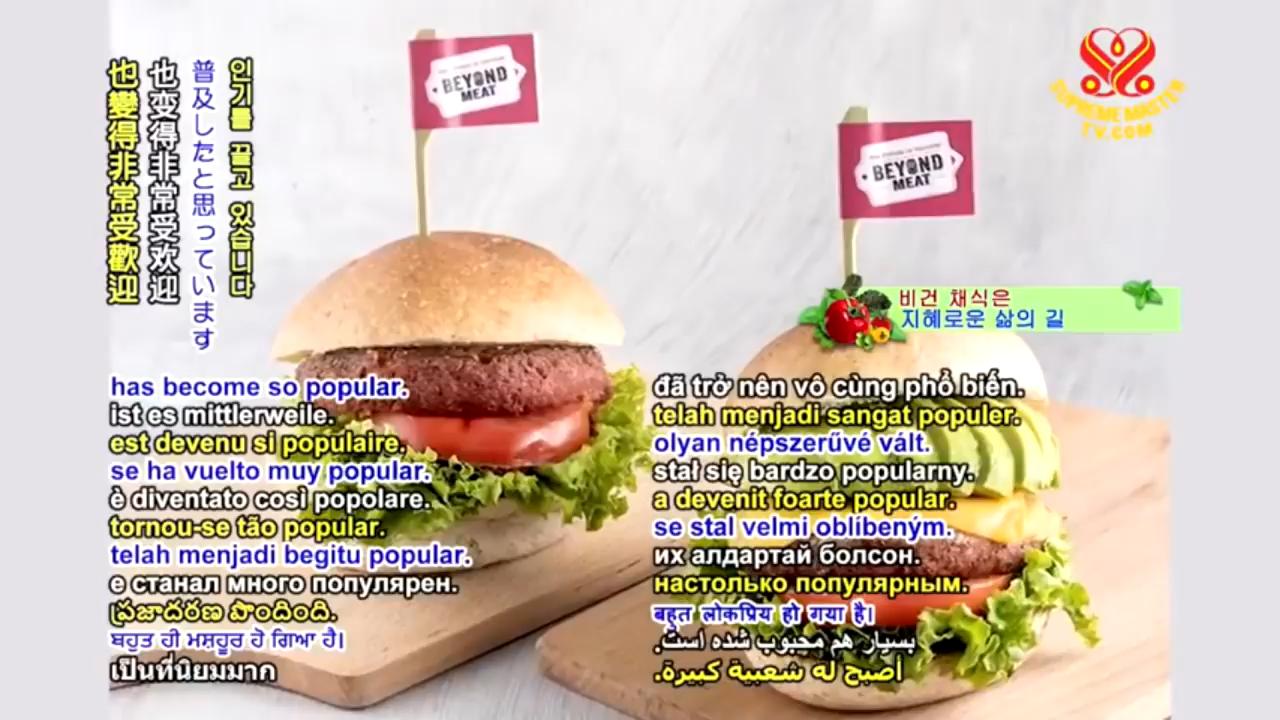 也變得非常受歡迎
也变得非常受欢迎
普及したと思っています
인기를 끌고 있습니다
BEYOND
MEAT
BEYOND
MEAT
SUPREME MASTER
TV.COM
비건 채식은
지혜로운 삶의 길
has become so popular.
ist es mittlerweile.
est devenu si populaire.
se ha vuelto muy popular.
è diventato così popolare.
tornou-se tão popular.
telah menjadi begitu popular.
е станал много популярен.
ప్రజాదరణ పొందింది.
ਬਹੁਤ ਹੀ ਮਸ਼ਹੂਰ ਹੋ ਗਿਆ ਹੈ।
เป็นที่นิยมมาก
đã trở nên vô cùng phổ biến.
telah menjadi sangat populer.
olyan népszerűvé vált.
stał się bardzo popularny.
a devenit foarte popular.
se stal velmi oblíbeným.
их алдартай болсон.
настолько популярным.
बहुत लोकप्रिय हो गया है।
بسیار هم محبوب شده است.
أصبح له شعبية كبيرة.